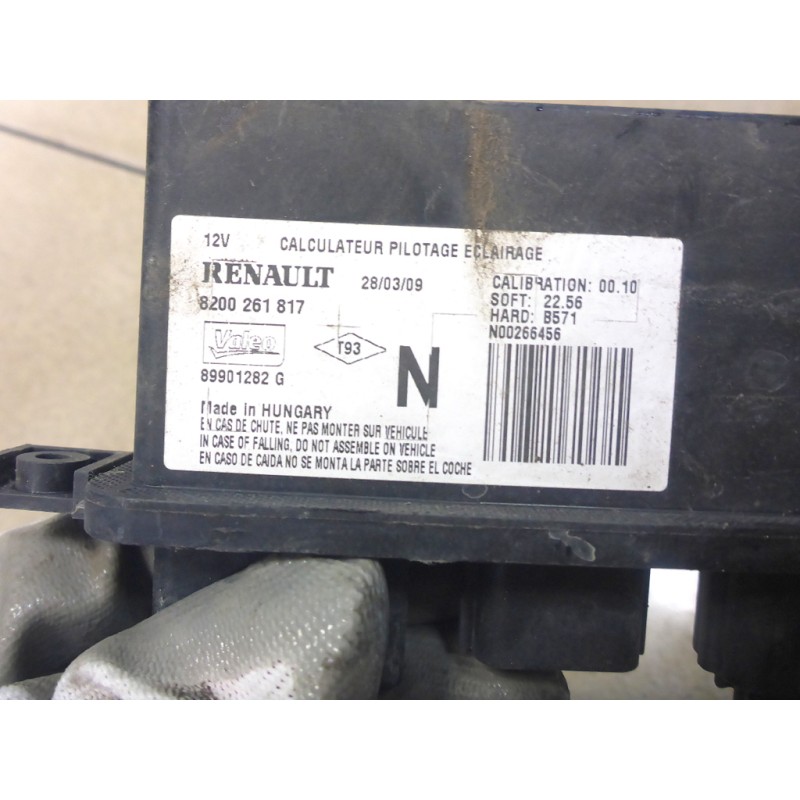 12V CALCULATEUR PILOTAGE ECLAIRAGE
RENAULT 28/03/09
8200 261 817
CALIBRATION: 00.10
SOFT: 22.56
HARD: B571
N00266456
Valeo
T93
N
89901282 G
Made in HUNGARY
EN CAS DE CHUTE, NE PAS MONTER SUR VEHICULE
IN CASE OF FALLING, DO NOT ASSEMBLE ON VEHICLE
EN CASO DE CAIDA NO SE MONTA LA PARTE SOBRE EL COCHE